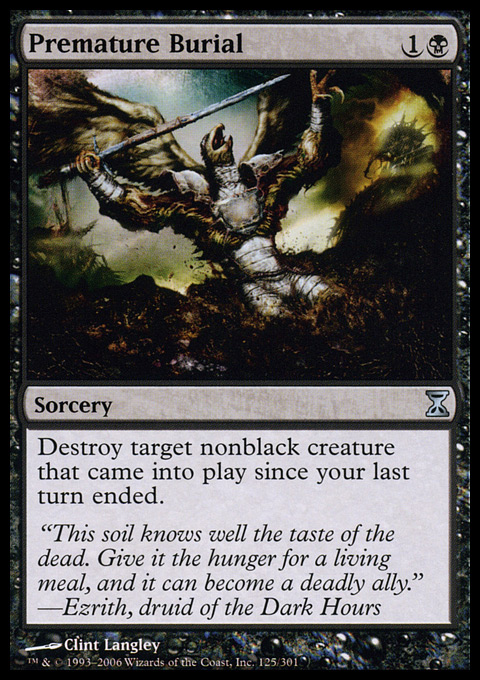 Premature Burial 1
Sorcery
Destroy target nonblack creature
that came into play since your last
turn ended.
“This soil knows well the taste of the
dead. Give it the hunger for a living
meal, and it can become a deadly ally.”
—Ezrith, druid of the Dark Hours
Clint Langley
™ & © 1993–2006 Wizards of the Coast, Inc. 125/301